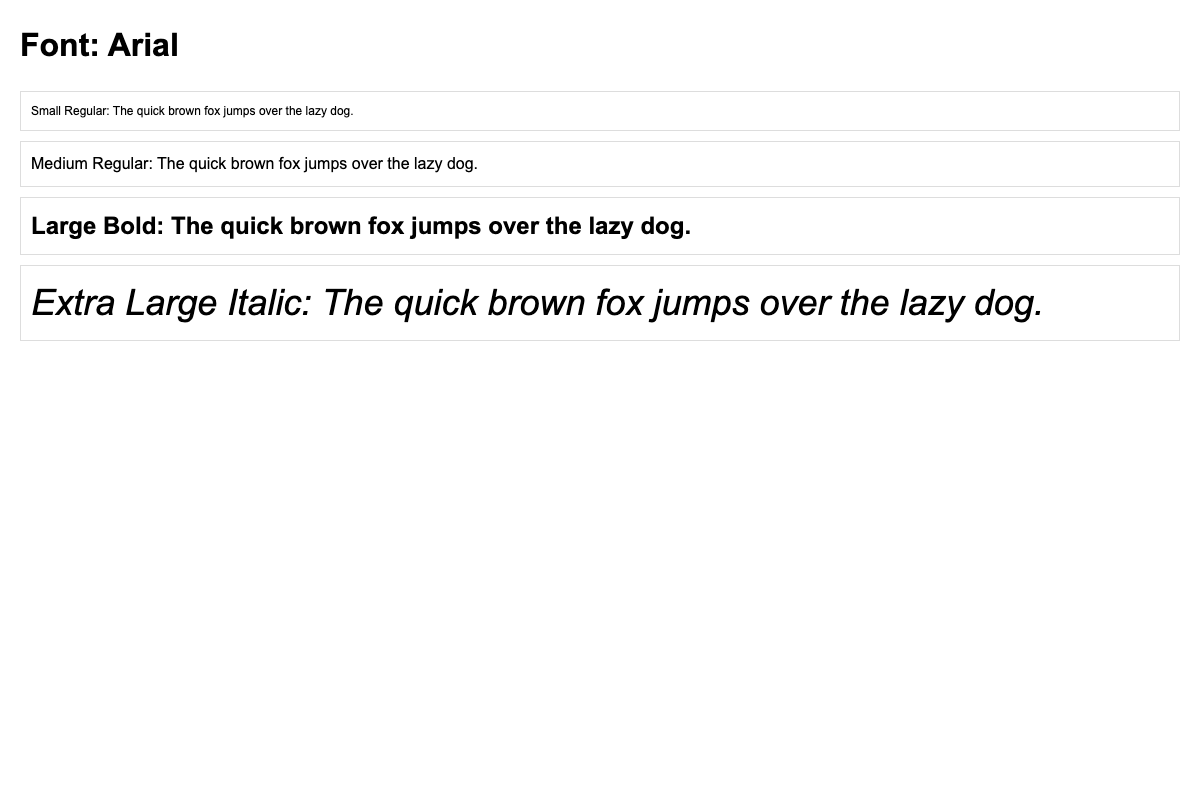 Font: Arial
Small Regular: The quick brown fox jumps over the lazy dog.
Medium Regular: The quick brown fox jumps over the lazy dog.
Large Bold: The quick brown fox jumps over the lazy dog.
Extra Large Italic: The quick brown fox jumps over the lazy dog.